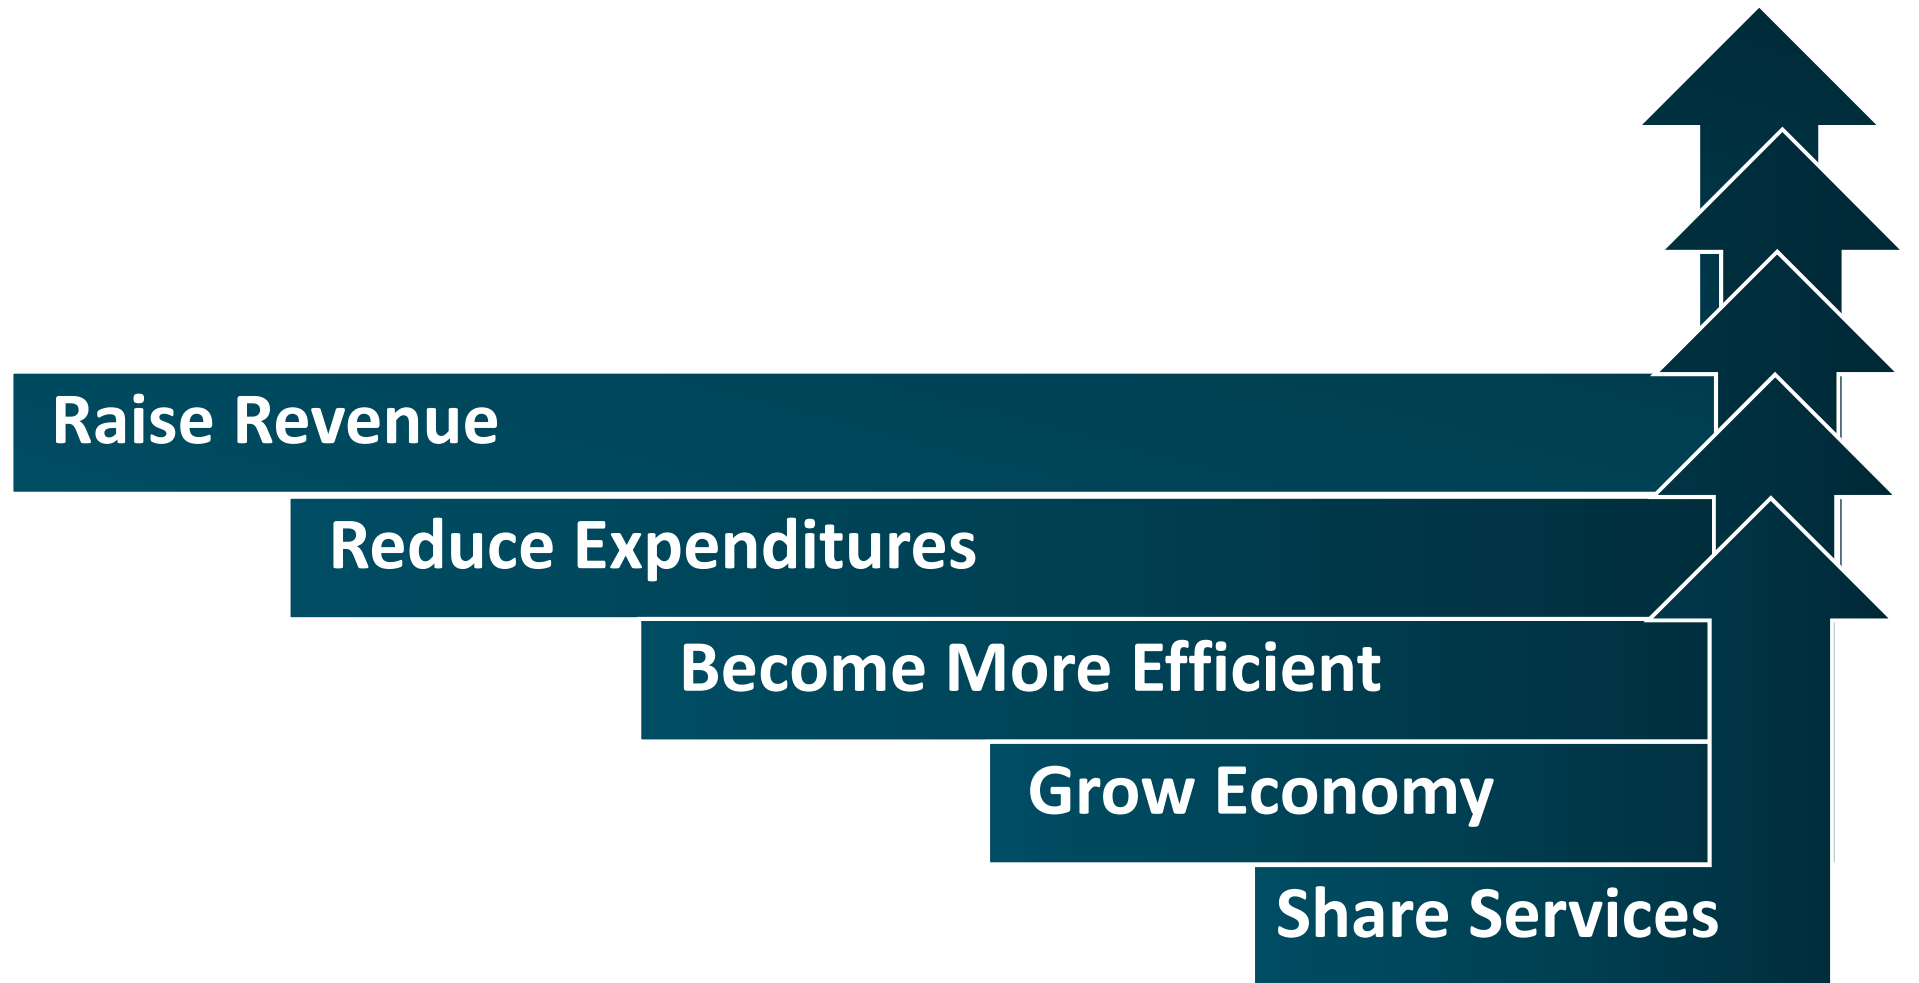 Raise Revenue
Reduce Expenditures
Become More Efficient
Grow Economy
Share Services